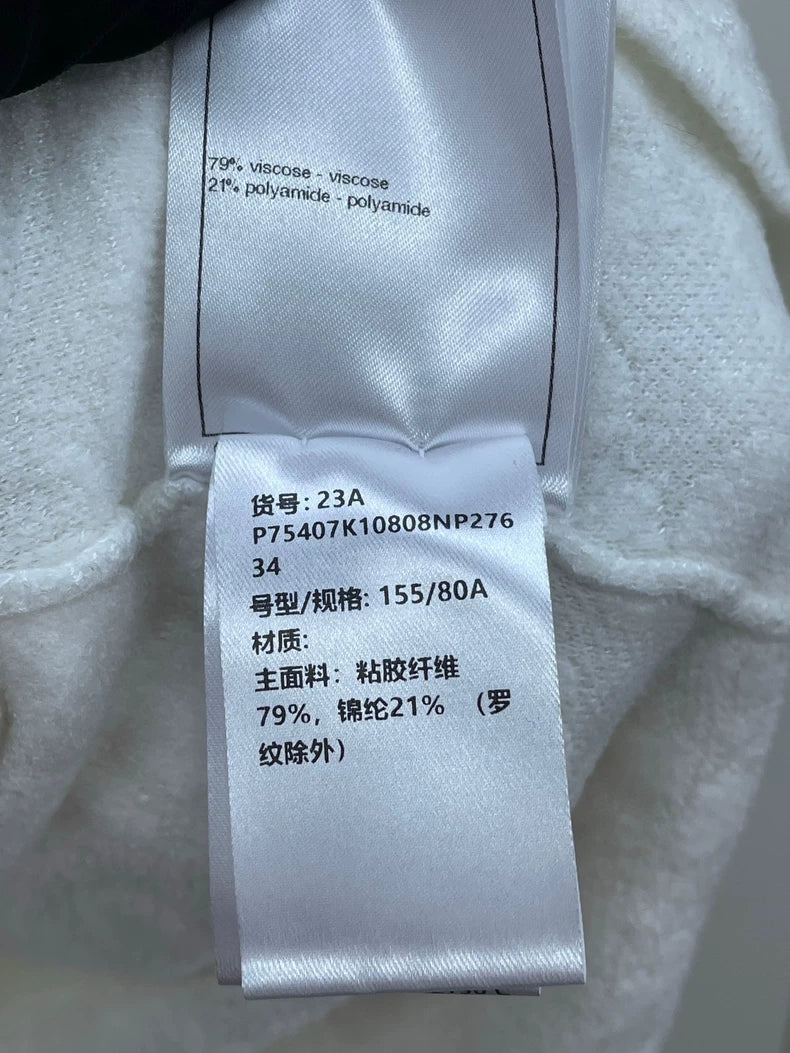 79% viscose - viscose
21% polyamide - polyamide
货号: 23A
P75407K10808NP276
34
号型/规格: 155/80A
材质:
主面料: 粘胶纤维
79%, 锦纶21% (罗
纹除外)